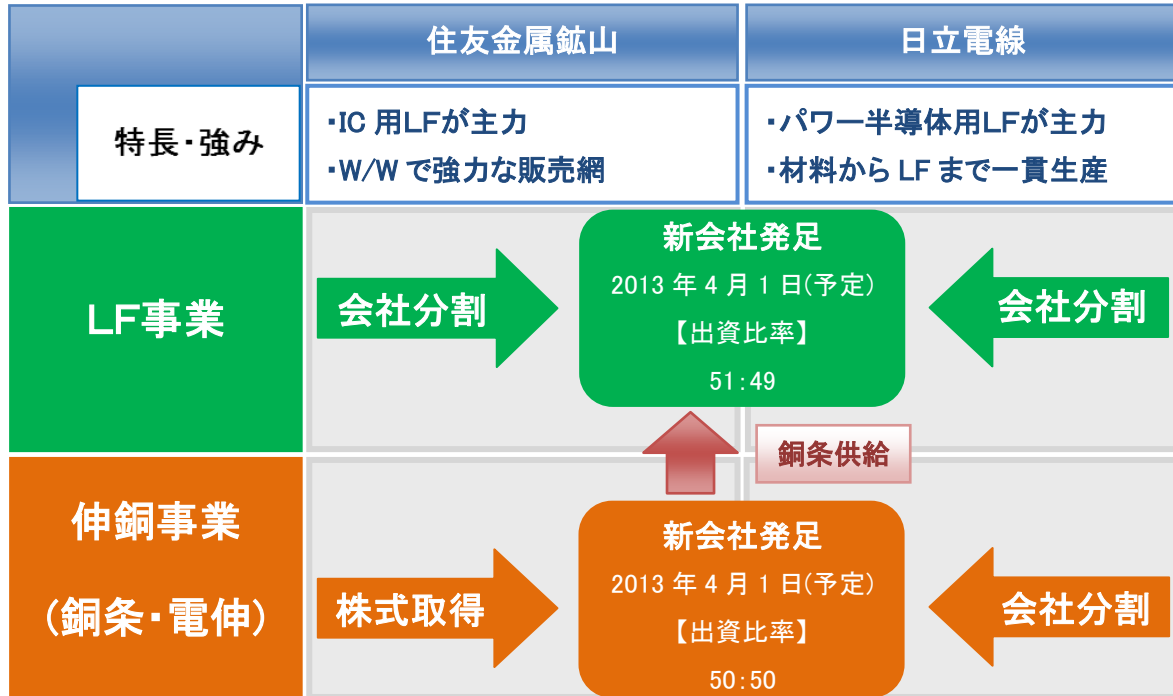 住友金属鉱山
日立電線
特長・強み
・IC 用LFが主力
・W/W で強力な販売網
・パワー半導体用LFが主力
・材料から LF まで一貫生産
LF事業
会社分割
新会社発足
2013 年 4 月 1 日(予定)
【出資比率】
51:49
会社分割
銅条供給
伸銅事業
(銅条・電伸)
株式取得
新会社発足
2013 年 4 月 1 日(予定)
【出資比率】
50:50
会社分割